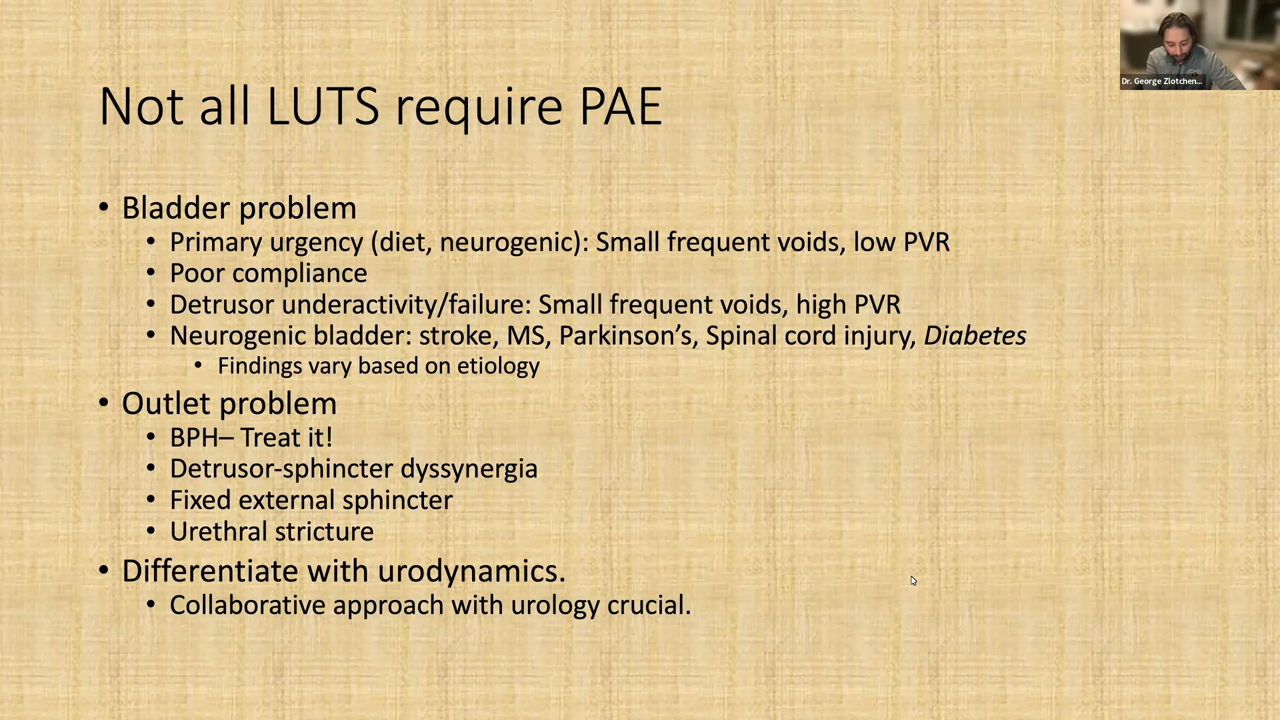 Dr. George Zlotchen...
Not all LUTS require PAE
• Bladder problem
• Primary urgency (diet, neurogenic): Small frequent voids, low PVR
• Poor compliance
• Detrusor underactivity/failure: Small frequent voids, high PVR
• Neurogenic bladder: stroke, MS, Parkinson’s, Spinal cord injury, Diabetes
• Findings vary based on etiology
• Outlet problem
• BPH– Treat it!
• Detrusor-sphincter dyssynergia
• Fixed external sphincter
• Urethral stricture
• Differentiate with urodynamics.
• Collaborative approach with urology crucial.